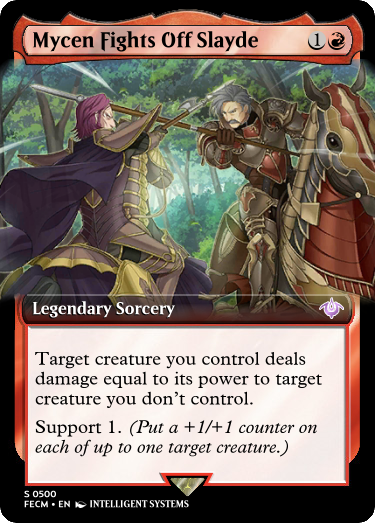 Mycen Fights Off Slayde 1
Legendary Sorcery
Target creature you control deals
damage equal to its power to target
creature you don't control.
Support 1. (Put a +1/+1 counter on
each of up to one target creature.)
S 0500
FECM • EN INTELLIGENT SYSTEMS